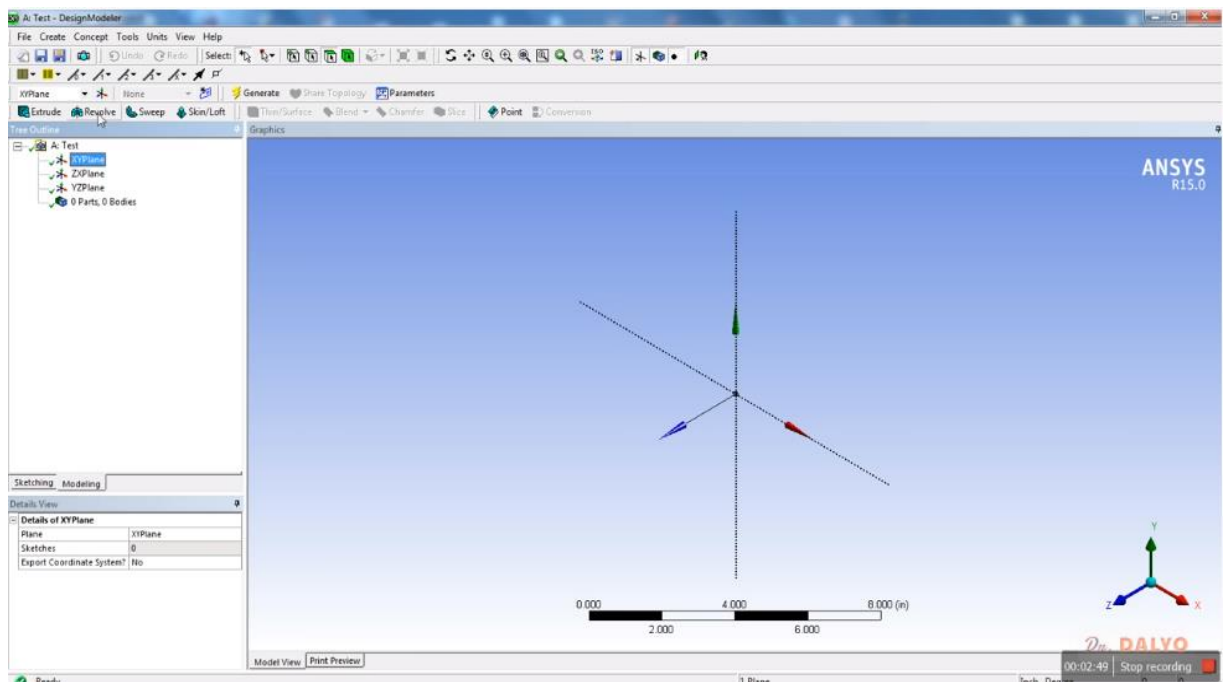 A: Test - DesignModeler
File Create Concept Tools Units View Help
Undo Redo Select:
XYPlane None Generate Share Topology Parameters
Extrude Revolve Sweep Skin/Loft Thin/Surface Blend Chamfer Slice Point Conversion
Tree Outline
A: Test
XYPlane
ZXPlane
YZPlane
0 Parts, 0 Bodies
Sketching Modeling
Details View
Details of XYPlane
Plane XYPlane
Sketches 0
Export Coordinate System? No
Graphics
ANSYS
R15.0
0.000 4.000 8.000 (in)
2.000 6.000
Y
Z X
Model View Print Preview
Dr. DALYO
00:02:49 Stop recording
Ready 1 Plane 0 0